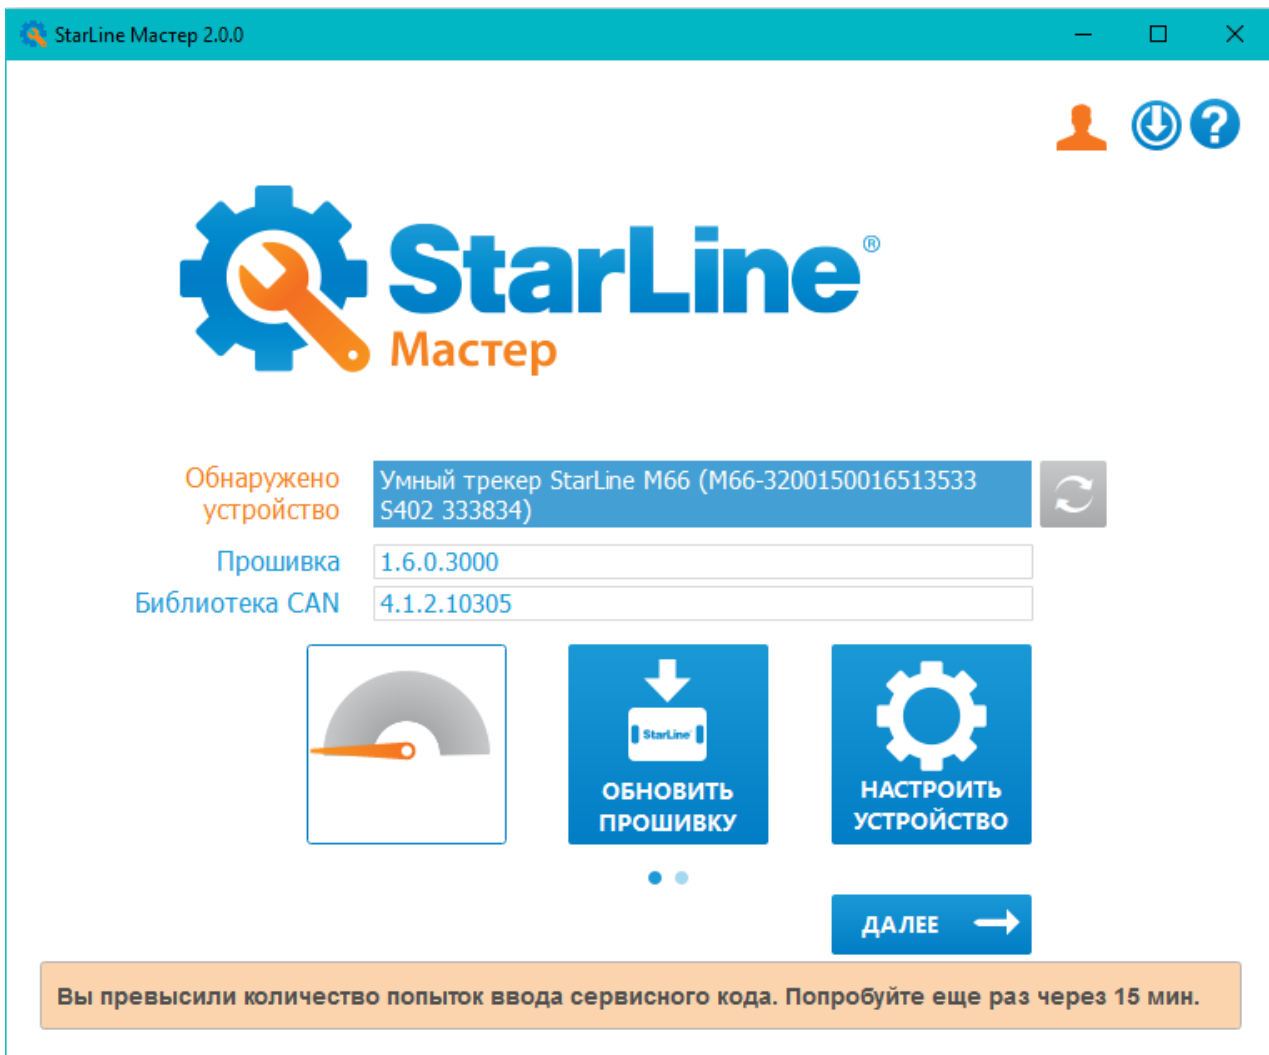 StarLine Мастер 2.0.0
StarLine®
Мастер
Обнаружено
устройство
Умный трекер StarLine M66 (M66-3200150016513533
S402 333834)
Прошивка
1.6.0.3000
Библиотека CAN
4.1.2.10305
StarLine
ОБНОВИТЬ
ПРОШИВКУ
НАСТРОИТЬ
УСТРОЙСТВО
ДАЛЕЕ
Вы превысили количество попыток ввода сервисного кода. Попробуйте еще раз через 15 мин.